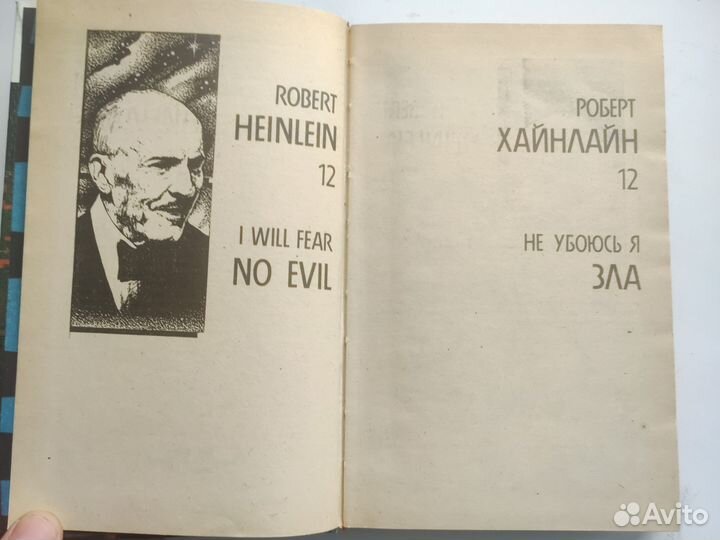 ROBERT
HEINLEIN
12
I WILL FEAR
NO EVIL
РОБЕРТ
ХАЙНЛАЙН
12
НЕ УБОЮСЬ Я
ЗЛА
Avito